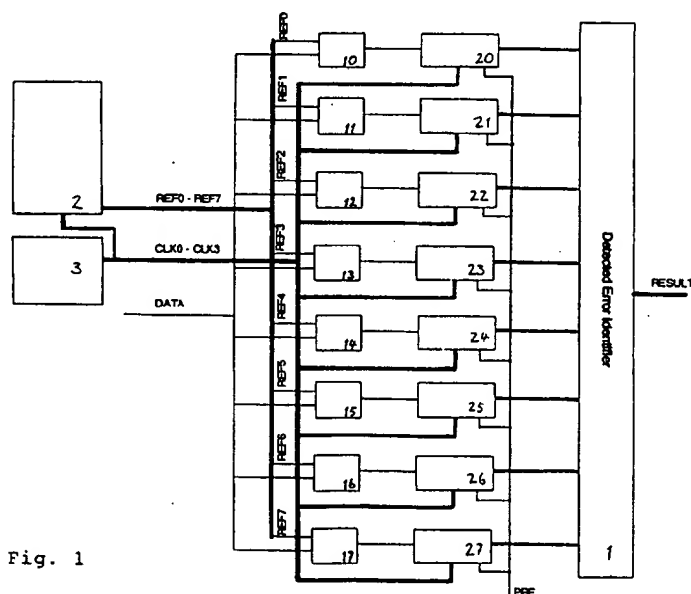 REF0
10
20
REF1
11
21
REF2
12
22
2
REF0 - REF7
REF3
3
CLK0 - CLK3
13
23
DATA
REF4
14
24
REF5
15
25
REF6
16
26
REF7
17
27
Detected Error Identifier
RESULT
1
PRE
Fig. 1